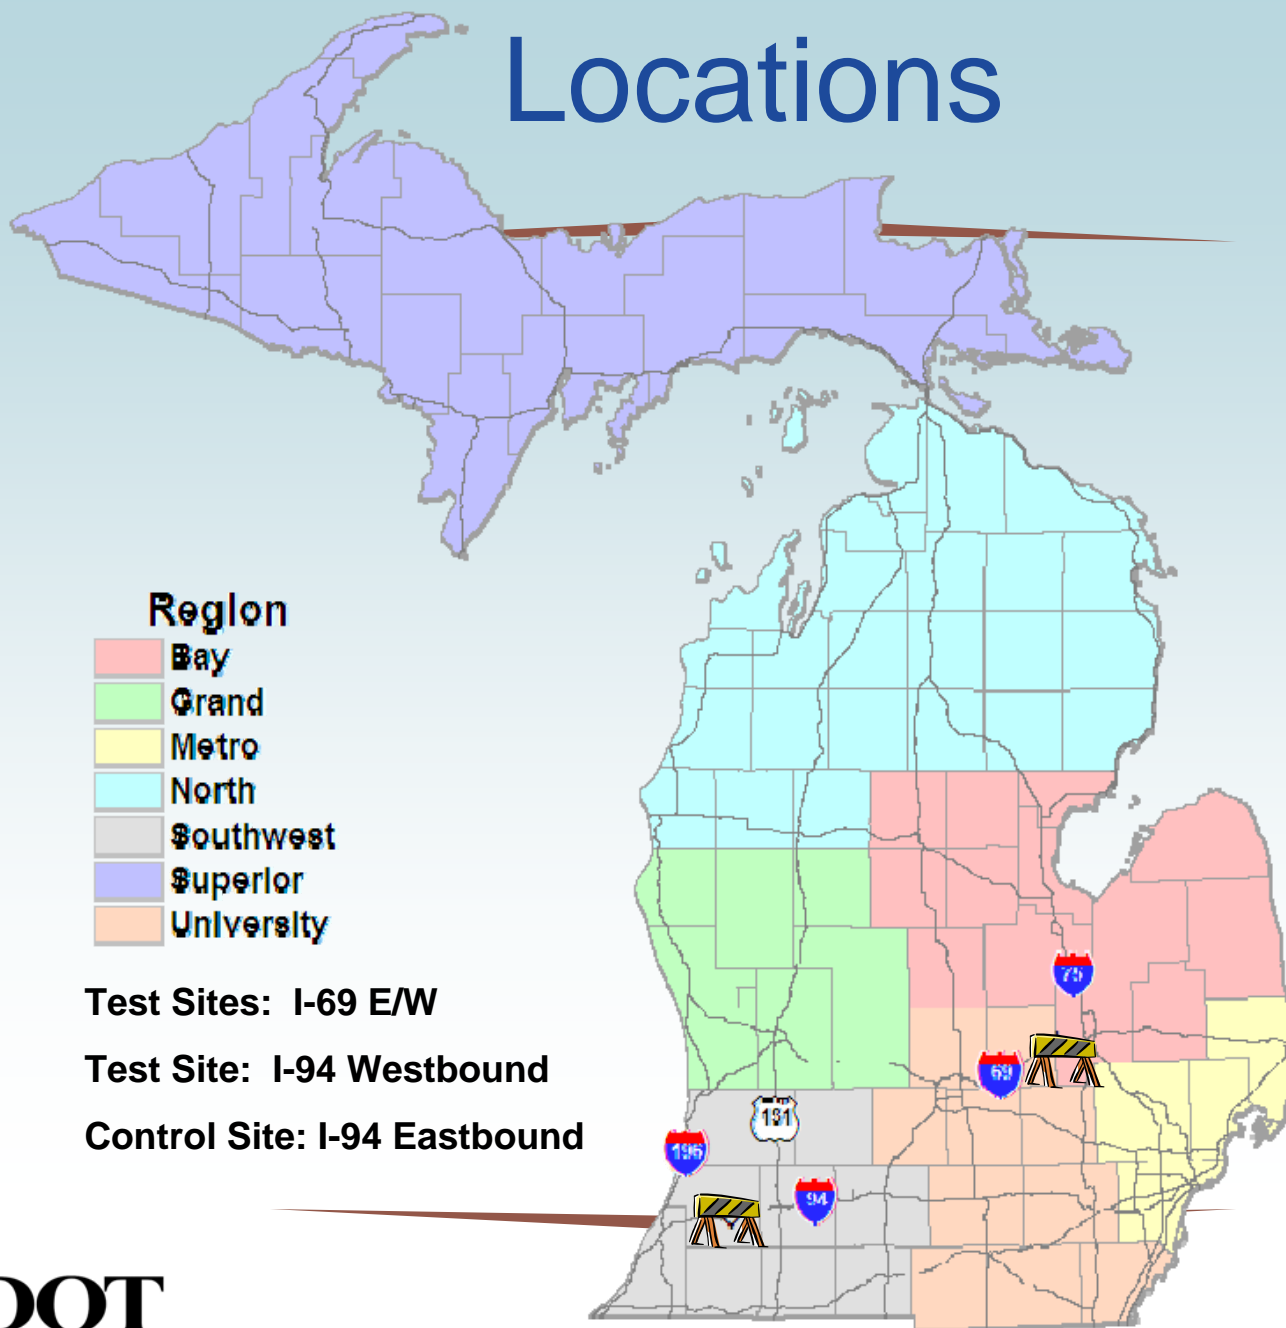 Locations
Region
Bay
Grand
Metro
North
Southwest
Superior
University
Test Sites: I-69 E/W
Test Site: I-94 Westbound
Control Site: I-94 Eastbound
75
69
131
196
94
DOT